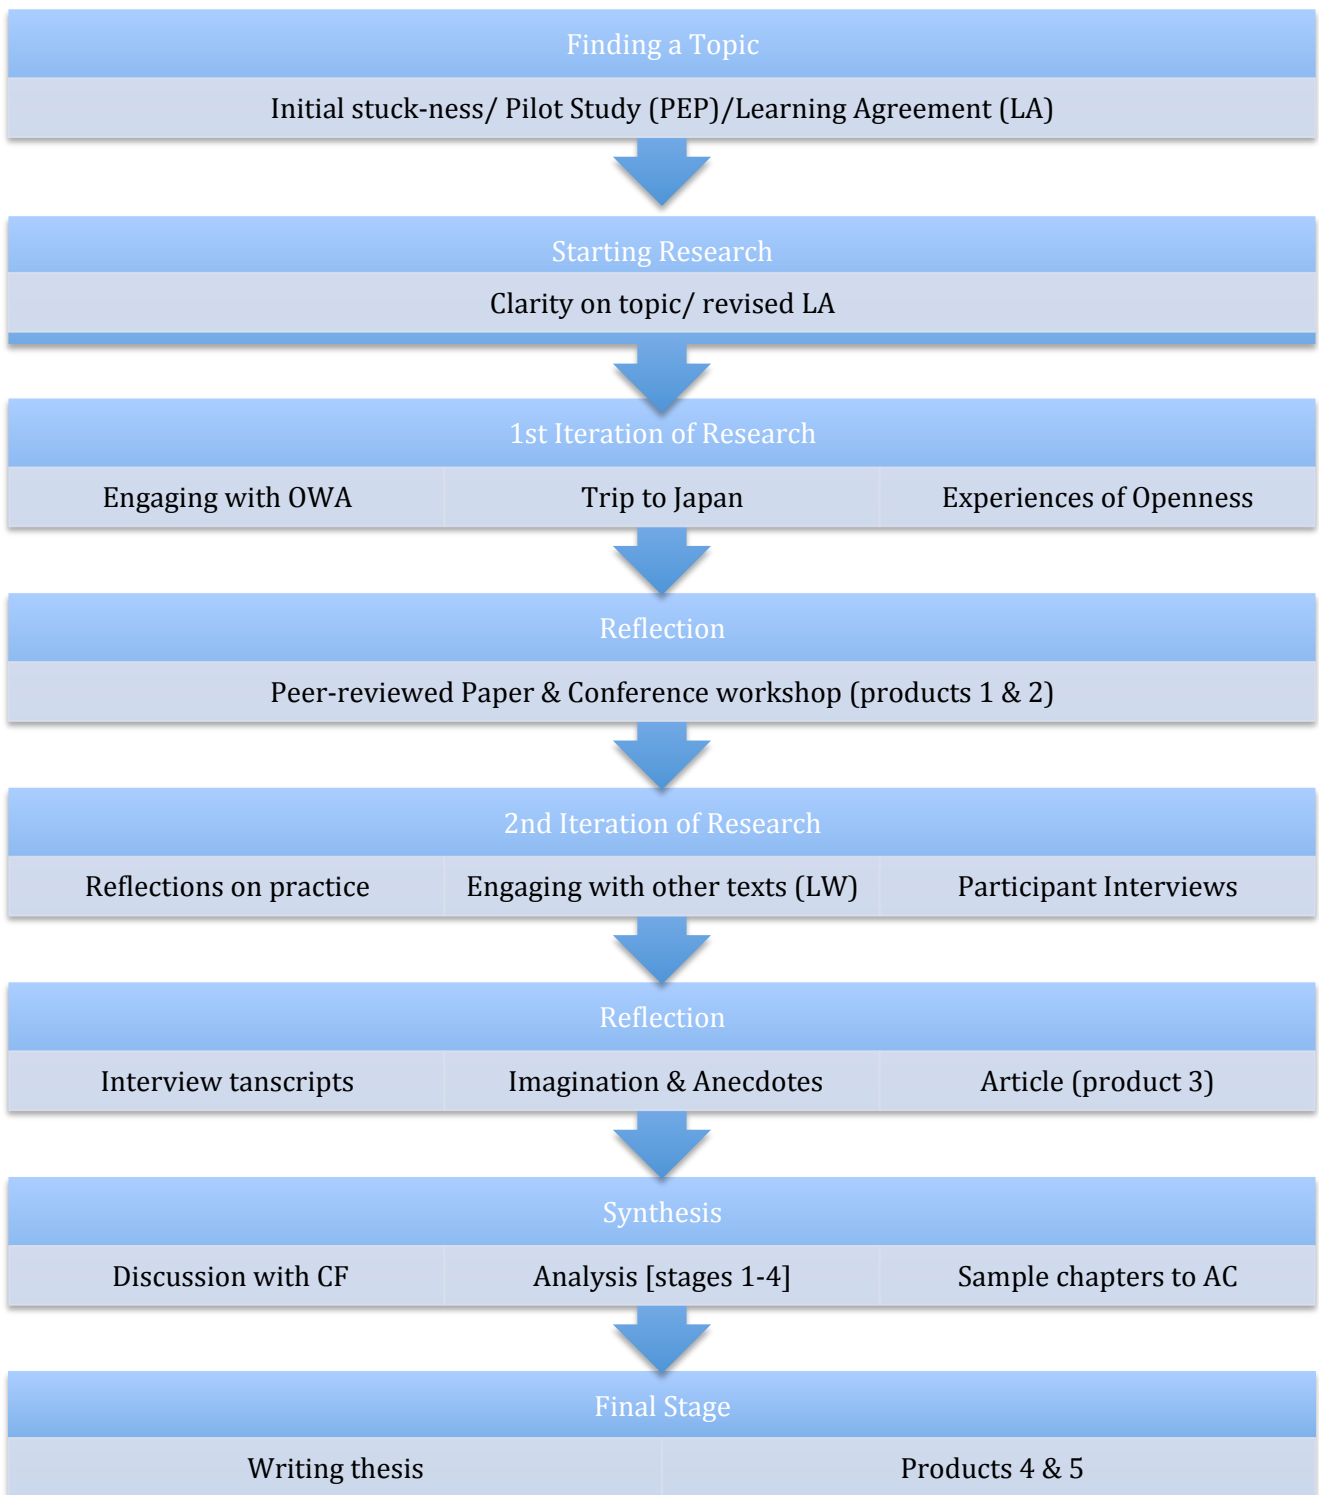 Finding a Topic
Initial stuck-ness/ Pilot Study (PEP)/Learning Agreement (LA)
Starting Research
Clarity on topic/ revised LA
1st Iteration of Research
Engaging with OWA
Trip to Japan
Experiences of Openness
Reflection
Peer-reviewed Paper & Conference workshop (products 1 & 2)
2nd Iteration of Research
Reflections on practice
Engaging with other texts (LW)
Participant Interviews
Reflection
Interview tanscripts
Imagination & Anecdotes
Article (product 3)
Synthesis
Discussion with CF
Analysis [stages 1-4]
Sample chapters to AC
Final Stage
Writing thesis
Products 4 & 5